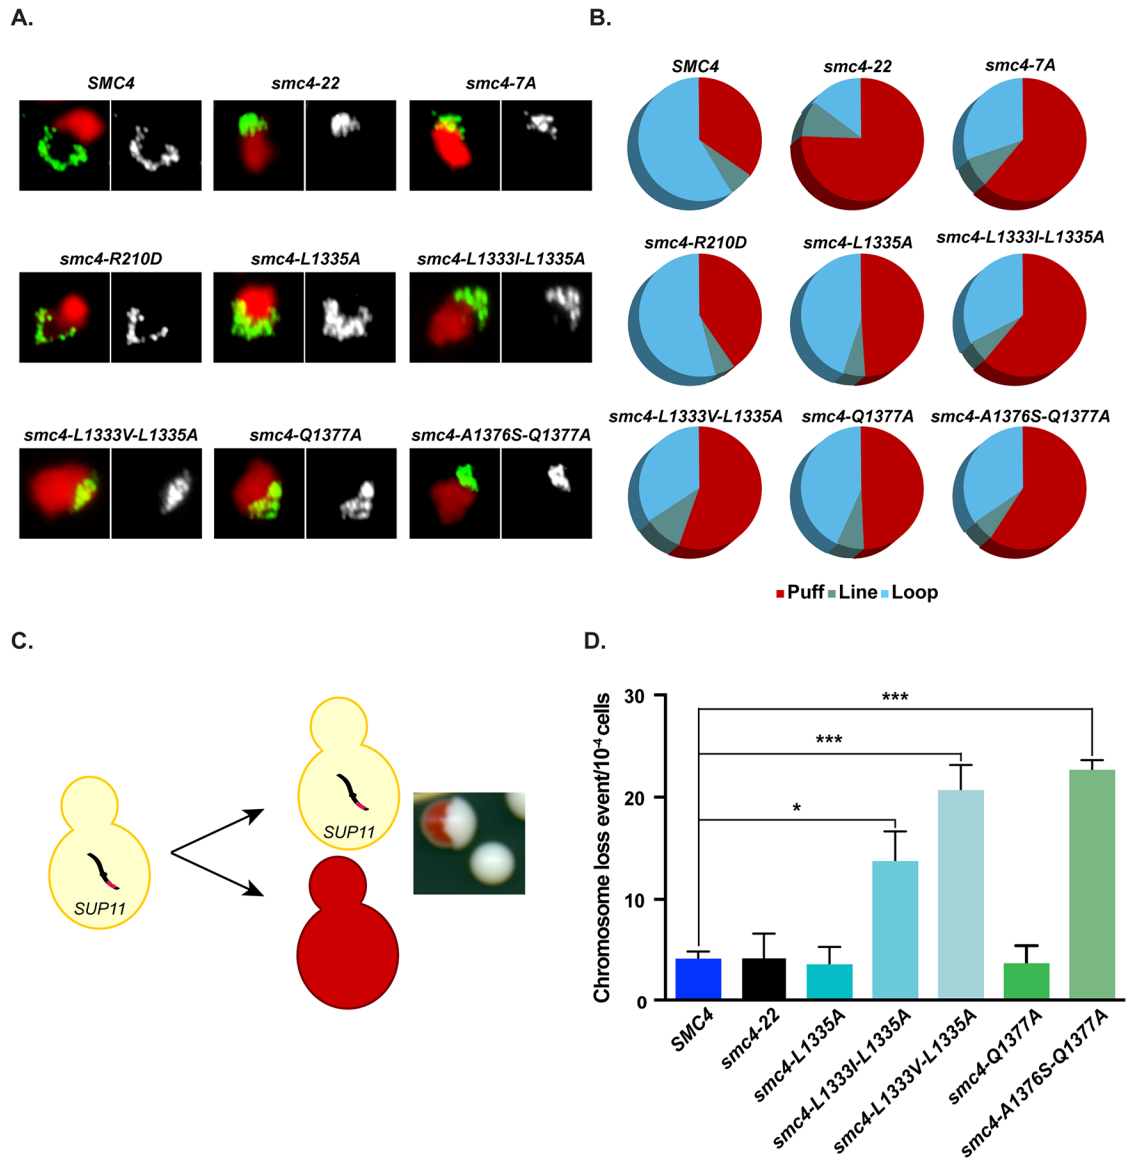 A.
SMC4 smc4-22 smc4-7A
smc4-R210D smc4-L1335A smc4-L1333I-L1335A
smc4-L1333V-L1335A smc4-Q1377A smc4-A1376S-Q1377A
B.
SMC4 smc4-22 smc4-7A
smc4-R210D smc4-L1335A smc4-L1333I-L1335A
smc4-L1333V-L1335A smc4-Q1377A smc4-A1376S-Q1377A
Puff Line Loop
C.
SUP11
SUP11
D.
Chromosome loss event/10⁻⁴ cells
30
20
10
0
***
***
*
SMC4
smc4-22
smc4-L1335A
smc4-L1333I-L1335A
smc4-L1333V-L1335A
smc4-Q1377A
smc4-A1376S-Q1377A